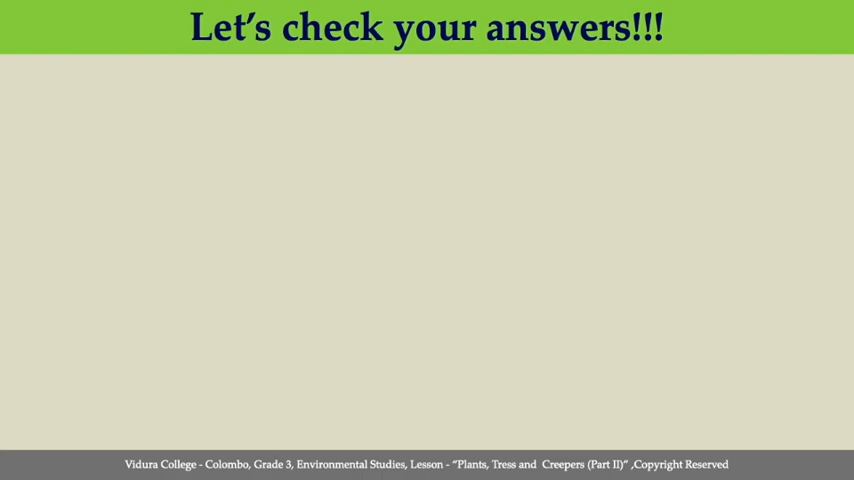 Let’s check your answers!!!
Vidura College - Colombo, Grade 3, Environmental Studies, Lesson - “Plants, Tress and Creepers (Part II)” ,Copyright Reserved